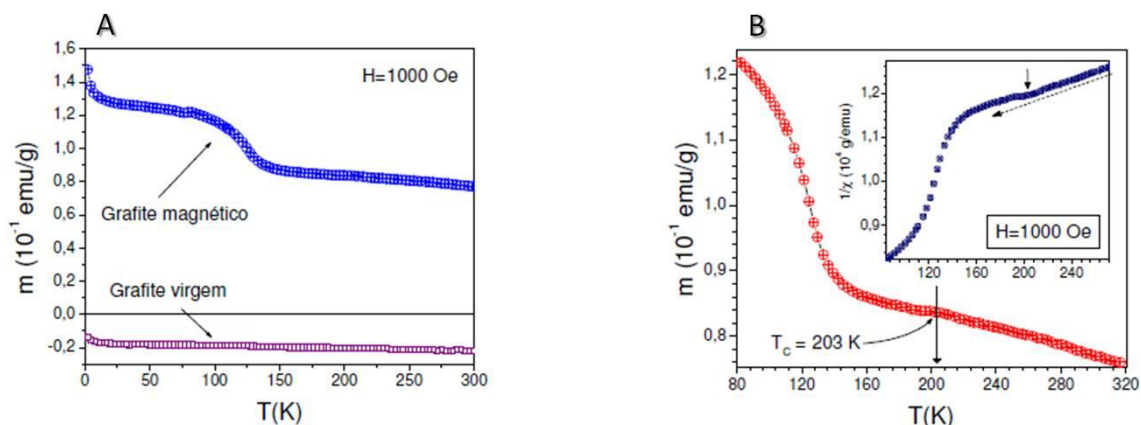 A
m (10⁻¹ emu/g)
1,6
1,4
1,2
1,0
0,8
0,6
0,4
0,2
0,0
-0,2
H=1000 Oe
Grafite magnético
Grafite virgem
0 50 100 150 200 250 300
T(K)
B
m (10⁻¹ emu/g)
1,2
1,1
1,0
0,9
0,8
1/χ (10⁴ g/emu)
1,2
1,1
1,0
0,9
H=1000 Oe
120 160 200 240
T_C = 203 K
80 120 160 200 240 280 320
T(K)